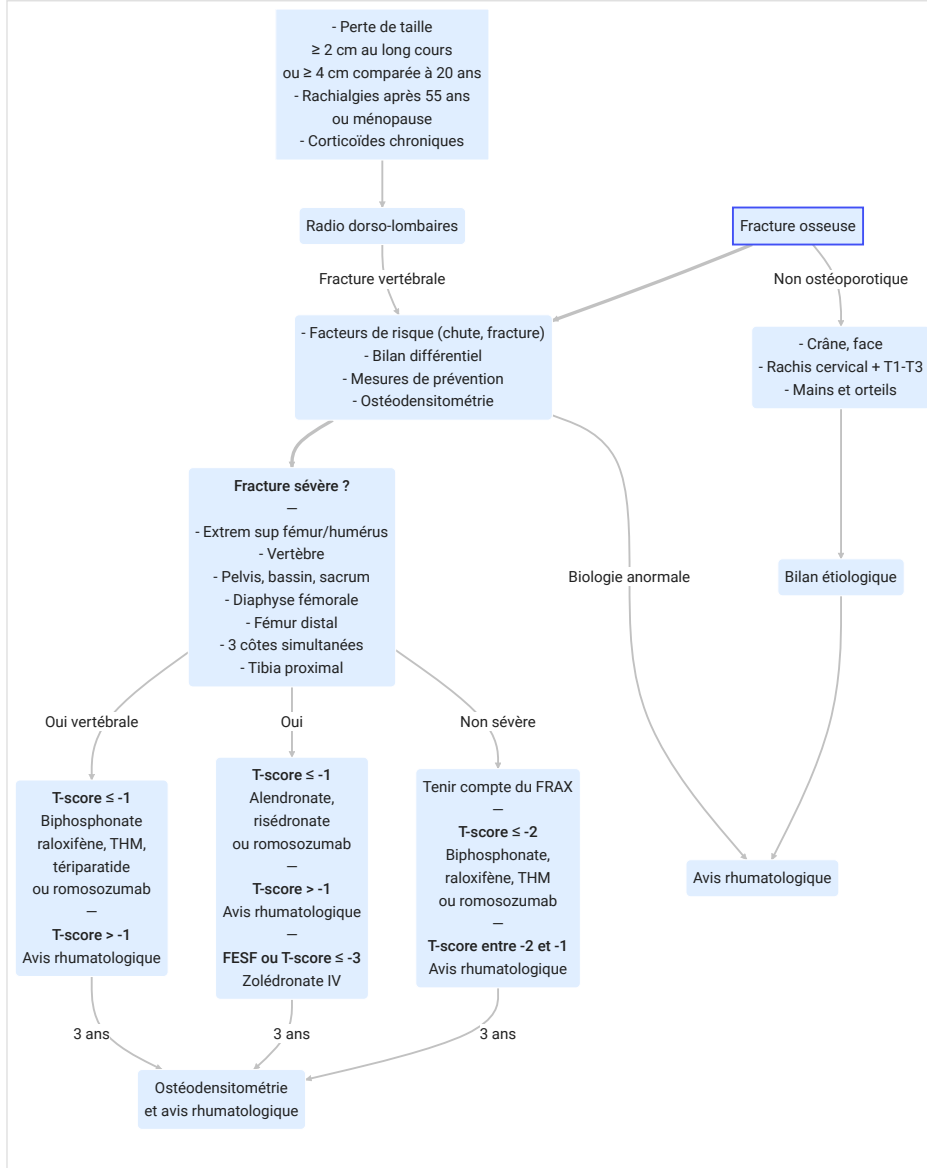 - Perte de taille
≥ 2 cm au long cours
ou ≥ 4 cm comparée à 20 ans
- Rachialgies après 55 ans
ou ménopause
- Corticoïdes chroniques
Radio dorso-lombaires
Fracture osseuse
Fracture vertébrale
Non ostéoporotique
- Facteurs de risque (chute, fracture)
- Bilan différentiel
- Mesures de prévention
- Ostéodensitométrie
- Crâne, face
- Rachis cervical + T1-T3
- Mains et orteils
Fracture sévère ?
—
- Extrem sup fémur/humérus
- Vertèbre
- Pelvis, bassin, sacrum
- Diaphyse fémorale
- Fémur distal
- 3 côtes simultanées
- Tibia proximal
Biologie anormale
Bilan étiologique
Oui vertébrale
Oui
Non sévère
T-score ≤ -1
Biphosphonate
raloxifène, THM,
tériparatide
ou romosozumab
—
T-score > -1
Avis rhumatologique
T-score ≤ -1
Alendronate,
risédronate
ou romosozumab
—
T-score > -1
Avis rhumatologique
—
FESF ou T-score ≤ -3
Zolédronate IV
Tenir compte du FRAX
—
T-score ≤ -2
Biphosphonate,
raloxifène, THM
ou romosozumab
—
T-score entre -2 et -1
Avis rhumatologique
Avis rhumatologique
3 ans
3 ans
3 ans
Ostéodensitométrie
et avis rhumatologique